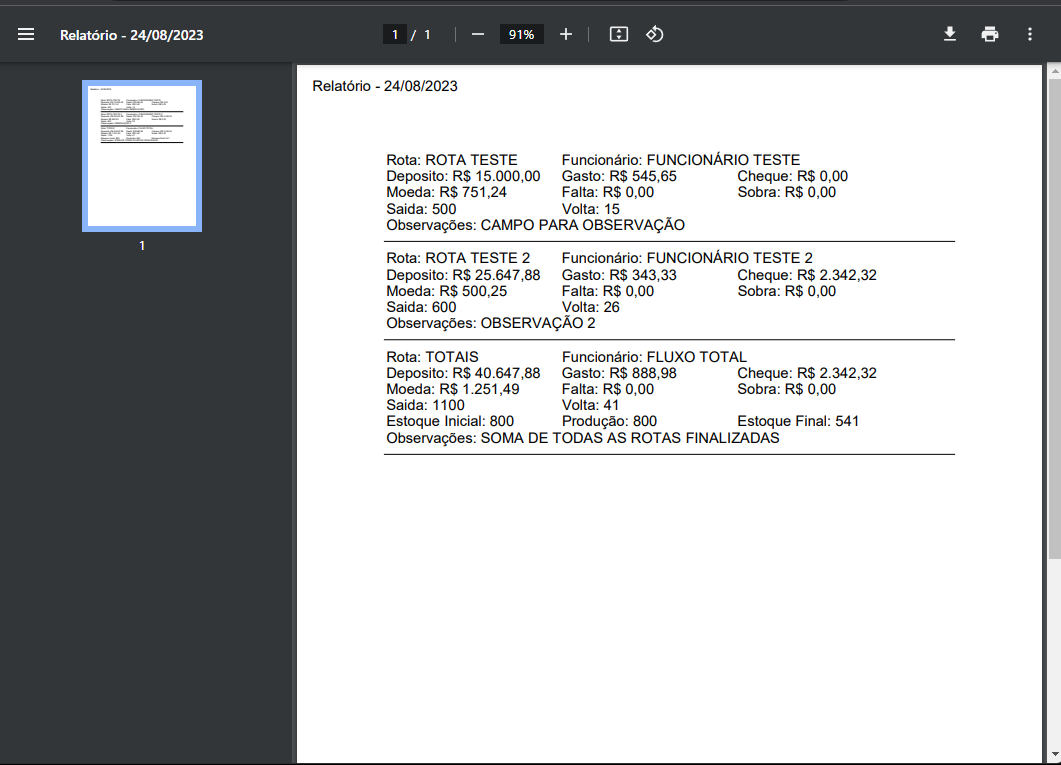 Relatório - 24/08/2023 1 / 1 91%
1
Relatório - 24/08/2023
Rota: ROTA TESTE Funcionário: FUNCIONÁRIO TESTE
Deposito: R$ 15.000,00 Gasto: R$ 545,65 Cheque: R$ 0,00
Moeda: R$ 751,24 Falta: R$ 0,00 Sobra: R$ 0,00
Saida: 500 Volta: 15
Observações: CAMPO PARA OBSERVAÇÃO
Rota: ROTA TESTE 2 Funcionário: FUNCIONÁRIO TESTE 2
Deposito: R$ 25.647,88 Gasto: R$ 343,33 Cheque: R$ 2.342,32
Moeda: R$ 500,25 Falta: R$ 0,00 Sobra: R$ 0,00
Saida: 600 Volta: 26
Observações: OBSERVAÇÃO 2
Rota: TOTAIS Funcionário: FLUXO TOTAL
Deposito: R$ 40.647,88 Gasto: R$ 888,98 Cheque: R$ 2.342,32
Moeda: R$ 1.251,49 Falta: R$ 0,00 Sobra: R$ 0,00
Saida: 1100 Volta: 41
Estoque Inicial: 800 Produção: 800 Estoque Final: 541
Observações: SOMA DE TODAS AS ROTAS FINALIZADAS